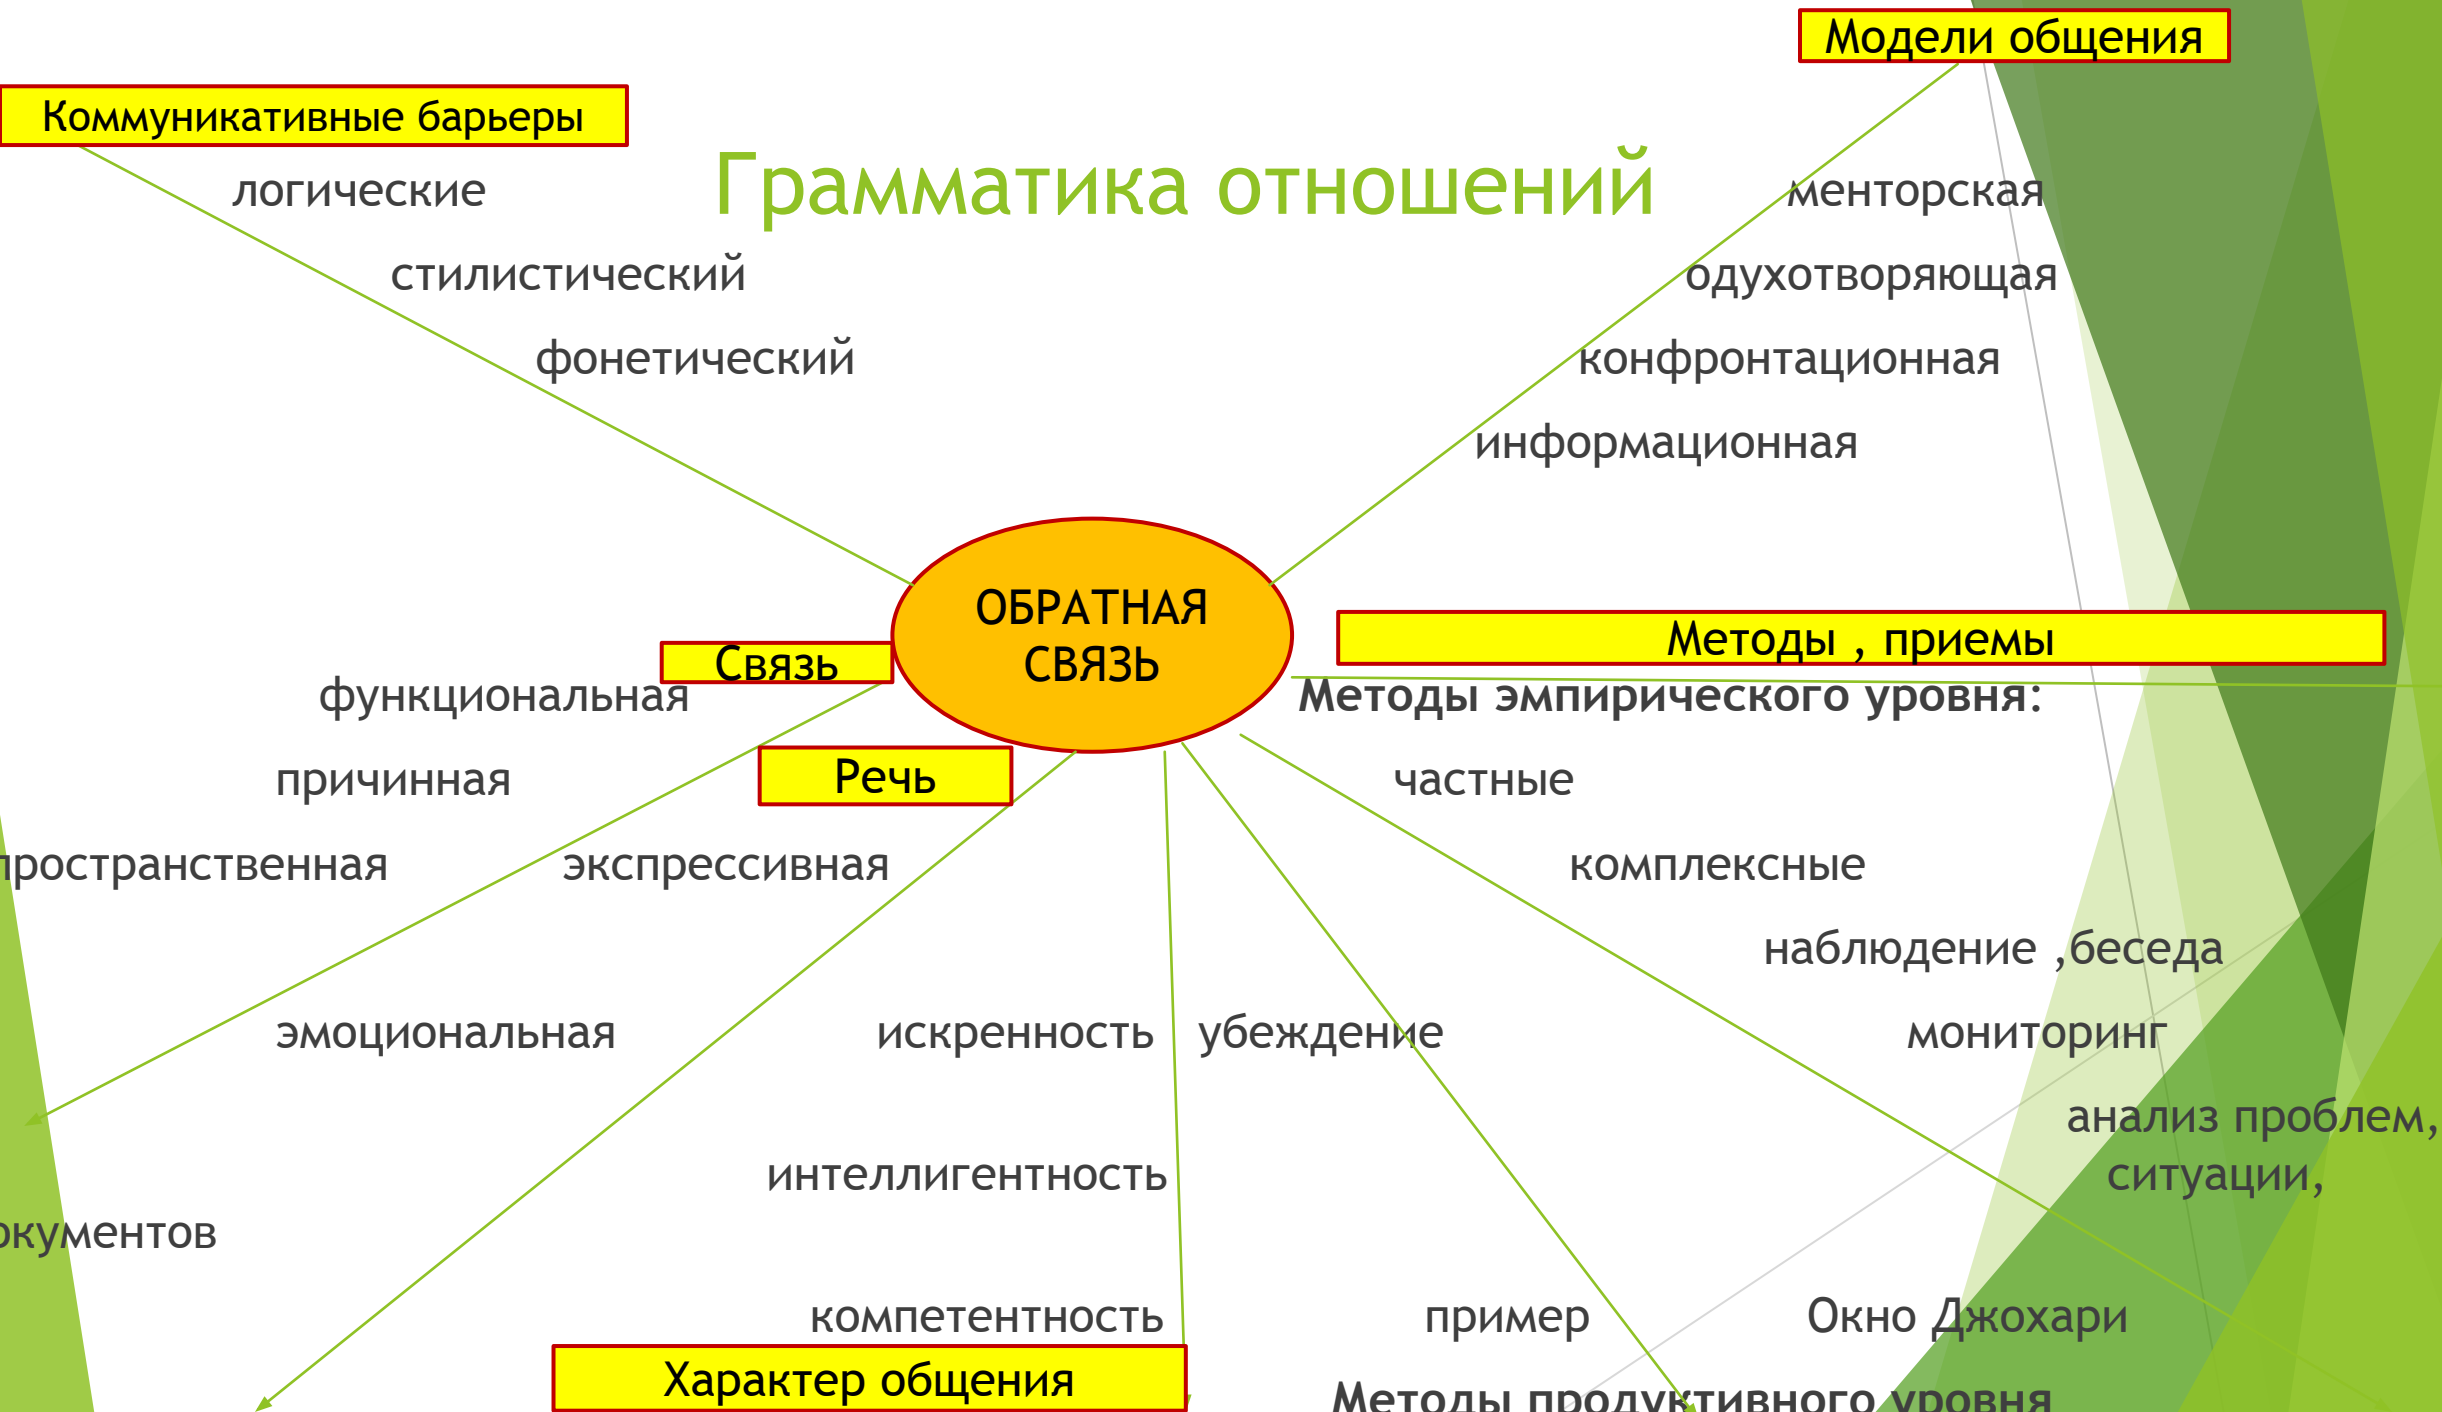 Модели общения
Коммуникативные барьеры
Грамматика отношений
логические
менторская
стилистический
одухотворяющая
фонетический
конфронтационная
информационная
ОБРАТНАЯ
СВЯЗЬ
Методы , приемы
Связь
функциональная
Методы эмпирического уровня:
Речь
причинная
частные
пространственная
экспрессивная
комплексные
наблюдение ,беседа
эмоциональная
искренность убеждение
мониторинг
анализ проблем,
интеллигентность
ситуации,
окументов
компетентность
пример
Окно Джохари
Характер общения
Методы продуктивного уровня